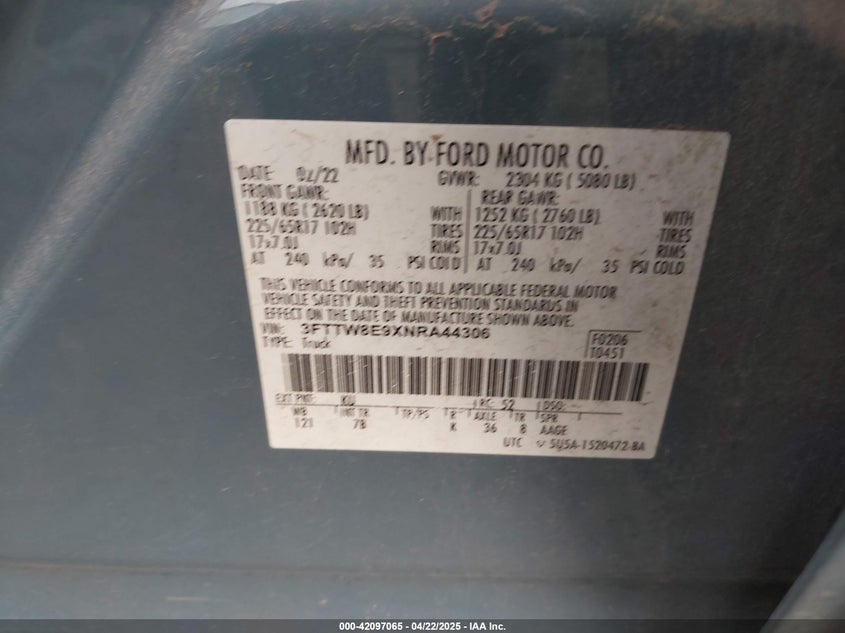 MFD. BY FORD MOTOR CO.
DATE: 02/22 GVWR: 2304 KG ( 5080 LB)
FRONT GAWR: REAR GAWR:
1188 KG ( 2620 LB) WITH 1252 KG ( 2760 LB) WITH
225/65R17 102H TIRES 225/65R17 102H TIRES
17x7.0J RIMS 17x7.0J RIMS
AT 240 kPa/ 35 PSI COLD AT 240 kPa/ 35 PSI COLD
THIS VEHICLE CONFORMS TO ALL APPLICABLE FEDERAL MOTOR
VEHICLE SAFETY AND THEFT PREVENTION STANDARDS IN
EFFECT ON THE DATE OF MANUFACTURE SHOWN ABOVE.
VIN: 3FTTW8E9XNRA44306 F0206
TYPE: Truck T0451
EXT PNT: KU RC: 52 DSO:
WB INT TR TP/PS R AXLE TR SPR
121 7B K 36 8 AAGE
UTC 5U5A-1520472-BA
000-42097065 - 04/22/2025 - IAA Inc.